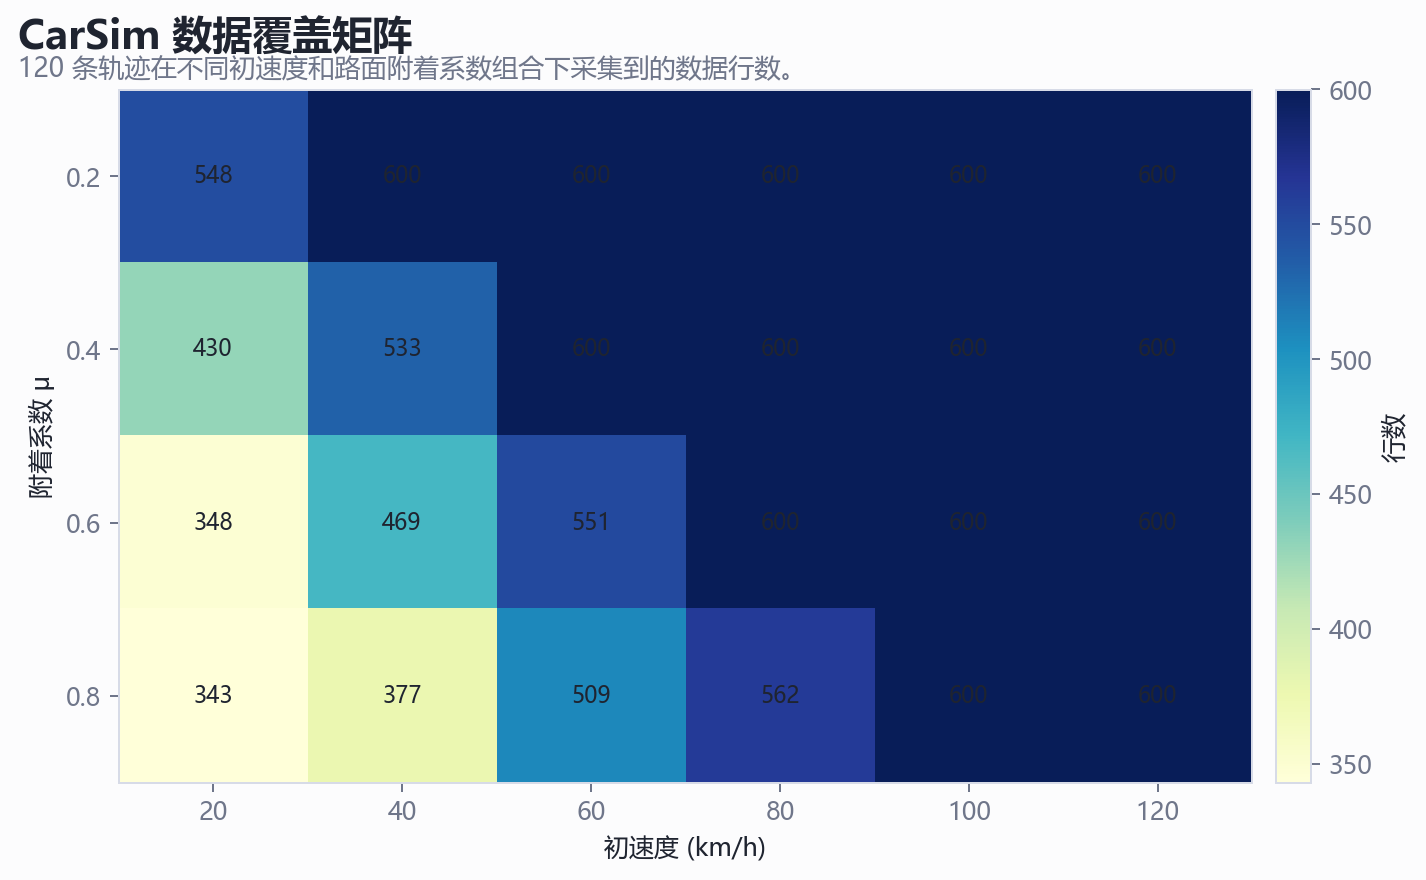 CarSim 数据覆盖矩阵
120 条轨迹在不同初速度和路面附着系数组合下采集到的数据行数。
附着系数 μ
0.2 548 600 600 600 600 600
0.4 430 533 600 600 600 600
0.6 348 469 551 600 600 600
0.8 343 377 509 562 600 600
20 40 60 80 100 120
初速度 (km/h)
600
550
500
450
400
350
行数